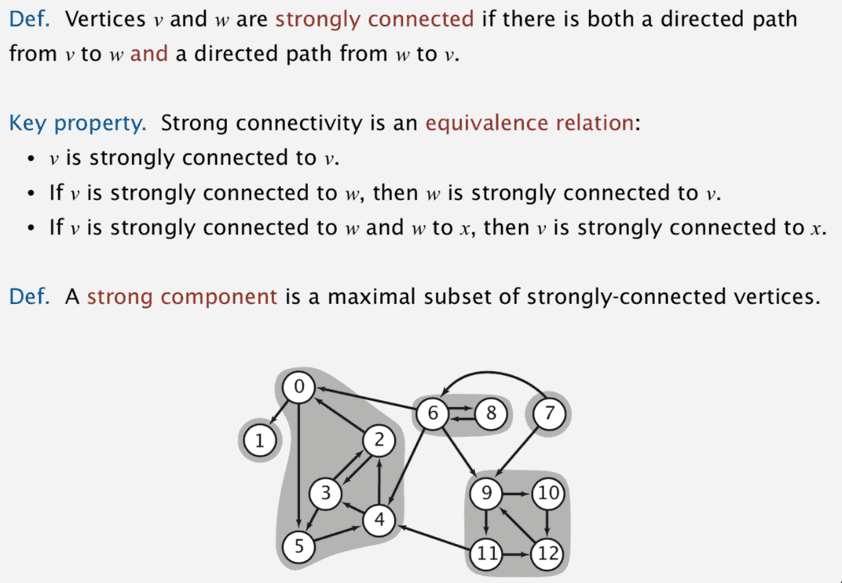 Def. Vertices v and w are strongly connected if there is both a directed path
from v to w and a directed path from w to v.
Key property. Strong connectivity is an equivalence relation:
• v is strongly connected to v.
• If v is strongly connected to w, then w is strongly connected to v.
• If v is strongly connected to w and w to x, then v is strongly connected to x.
Def. A strong component is a maximal subset of strongly-connected vertices.
0
6 8 7
1 2
3 9 10
4
5 11 12